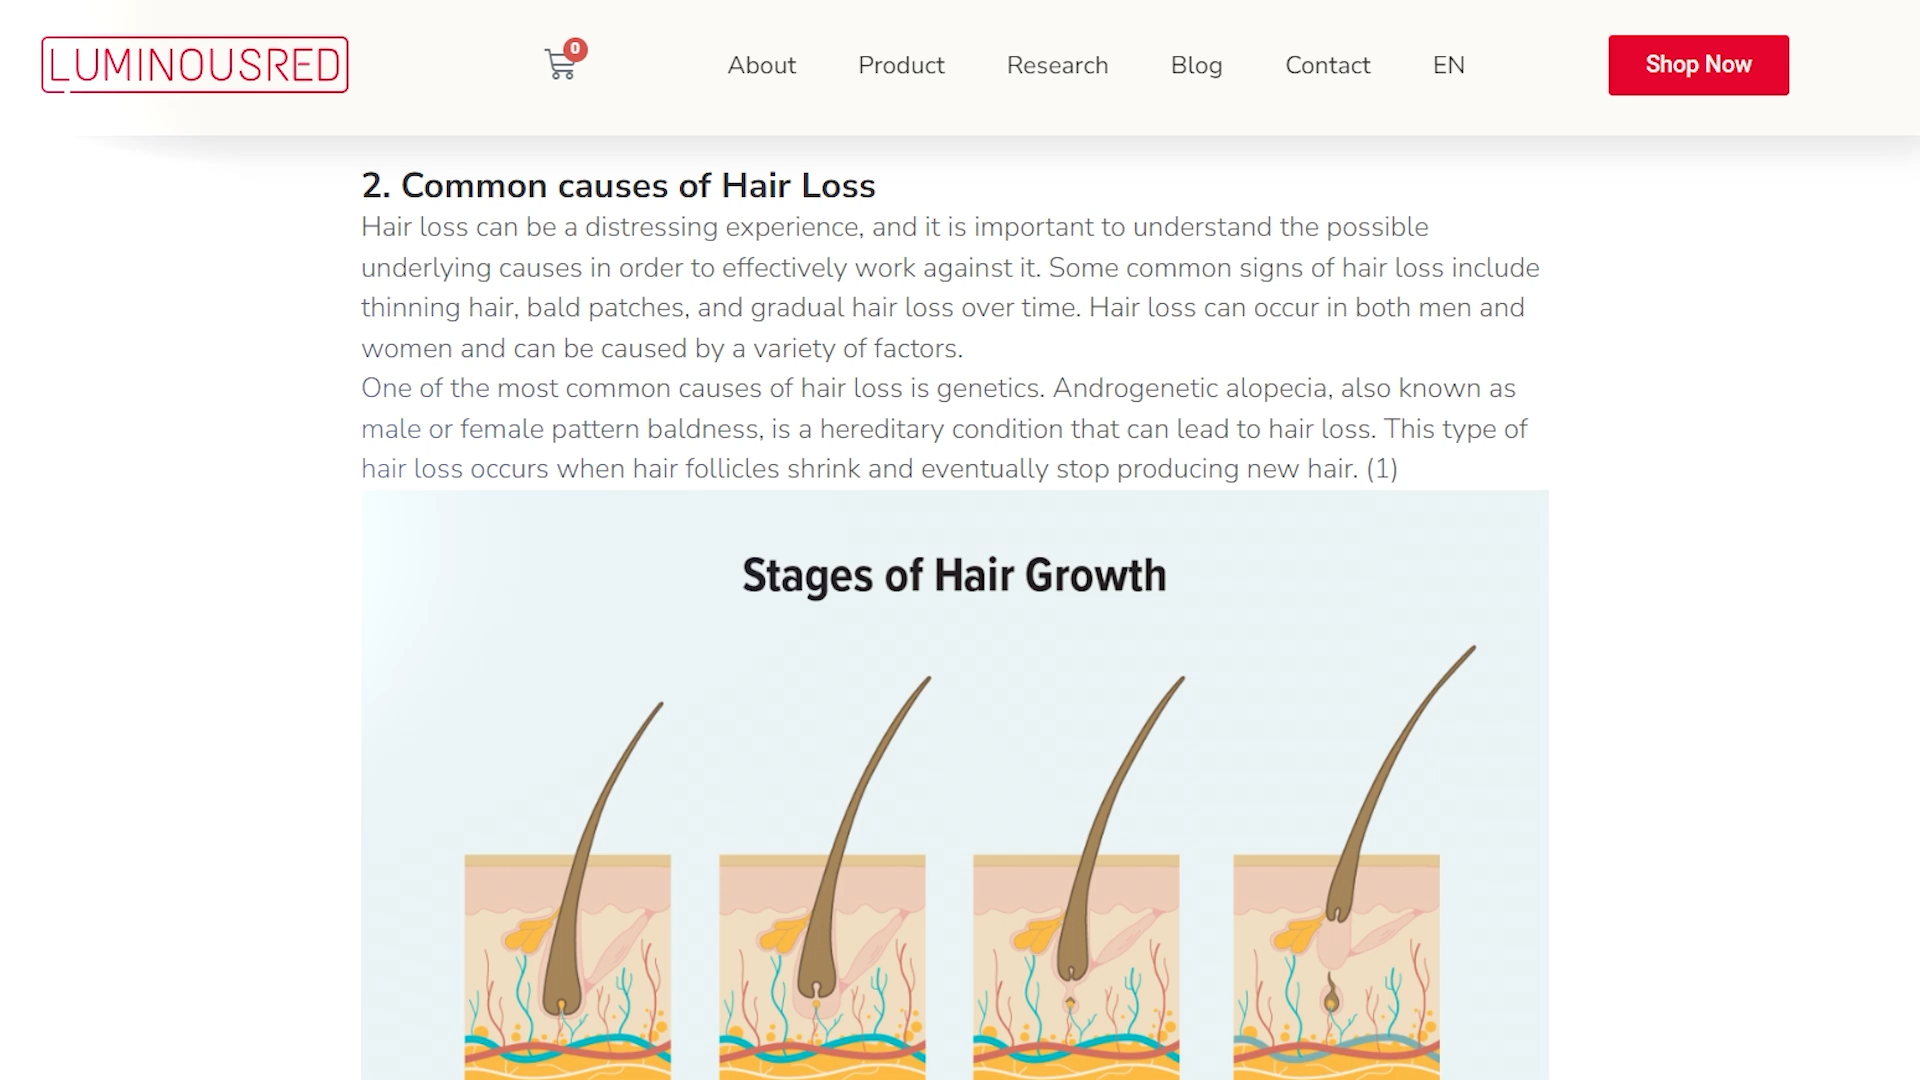 LUMINOUSRED
0
About
Product
Research
Blog
Contact
EN
Shop Now
2. Common causes of Hair Loss
Hair loss can be a distressing experience, and it is important to understand the possible
underlying causes in order to effectively work against it. Some common signs of hair loss include
thinning hair, bald patches, and gradual hair loss over time. Hair loss can occur in both men and
women and can be caused by a variety of factors.
One of the most common causes of hair loss is genetics. Androgenetic alopecia, also known as
male or female pattern baldness, is a hereditary condition that can lead to hair loss. This type of
hair loss occurs when hair follicles shrink and eventually stop producing new hair. (1)
Stages of Hair Growth